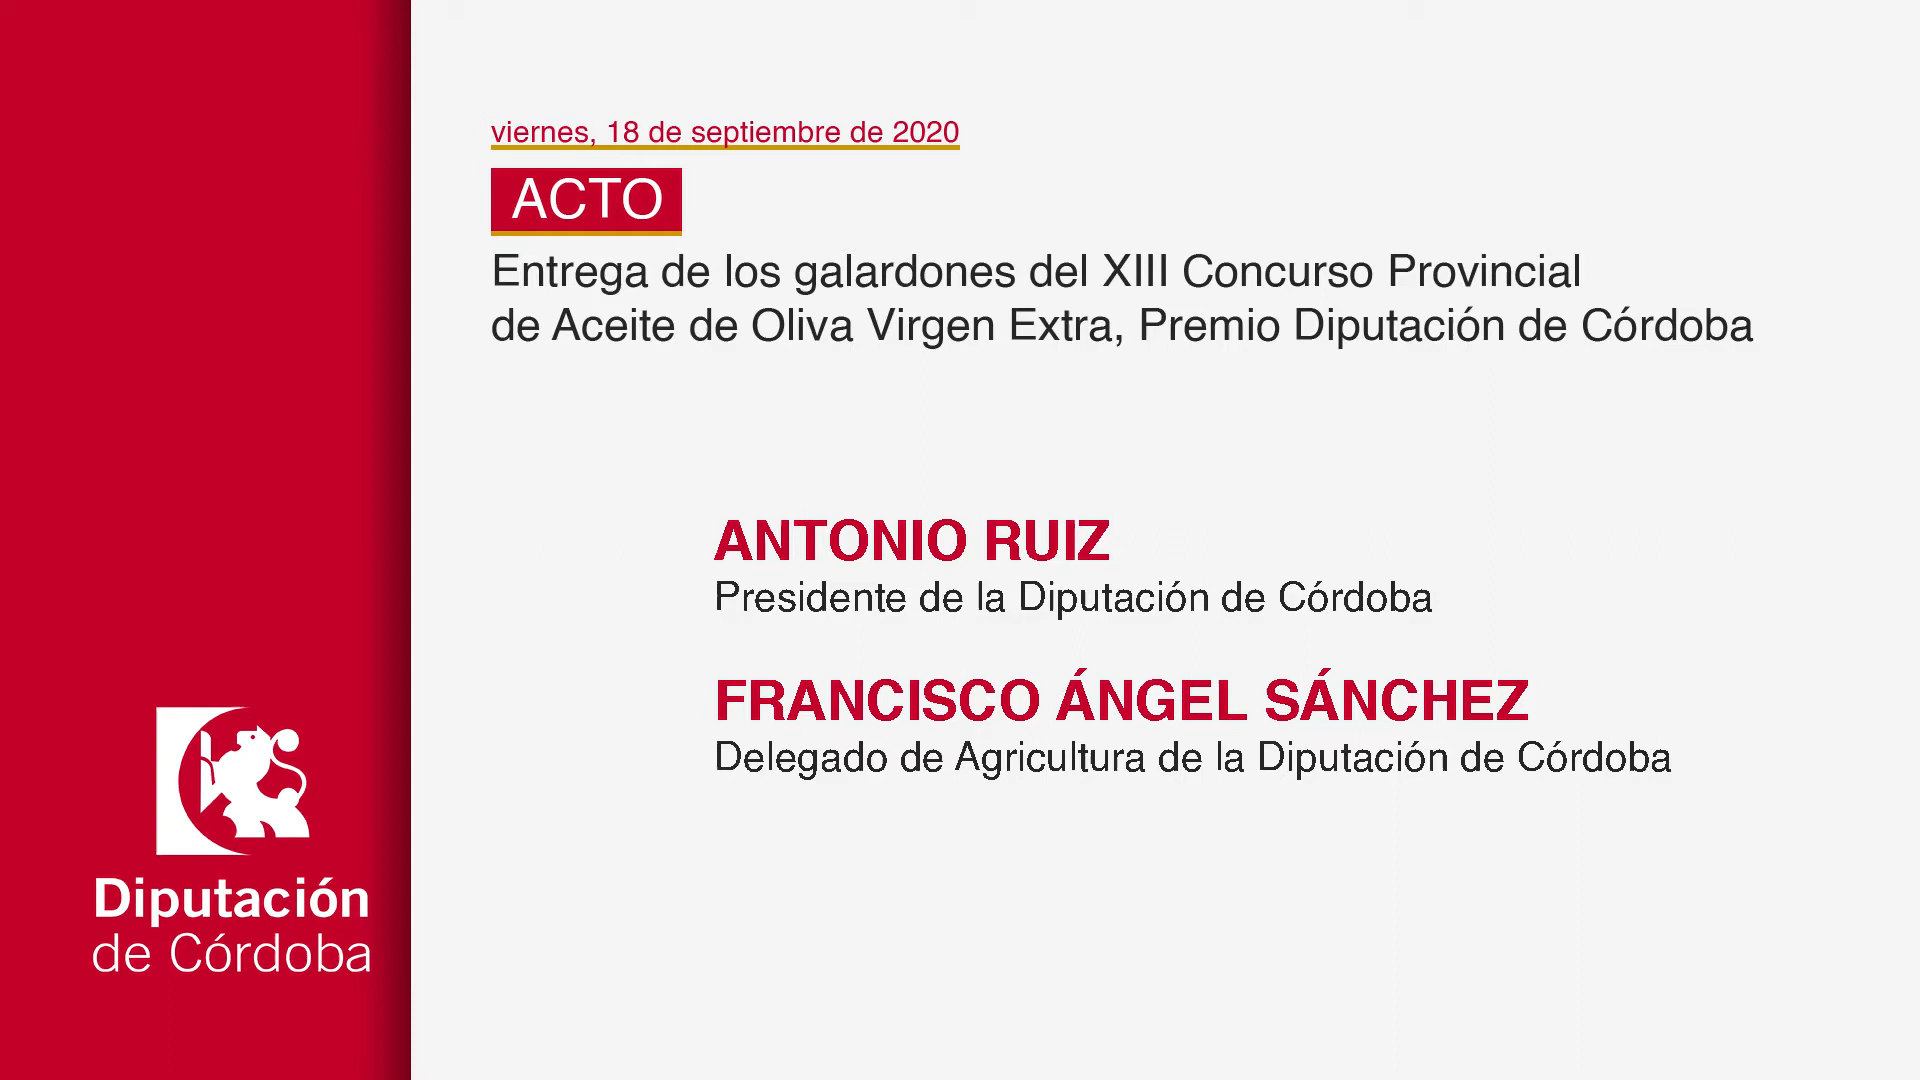 viernes, 18 de septiembre de 2020
ACTO
Entrega de los galardones del XIII Concurso Provincial
de Aceite de Oliva Virgen Extra, Premio Diputación de Córdoba
ANTONIO RUIZ
Presidente de la Diputación de Córdoba
FRANCISCO ÁNGEL SÁNCHEZ
Delegado de Agricultura de la Diputación de Córdoba
Diputación
de Córdoba